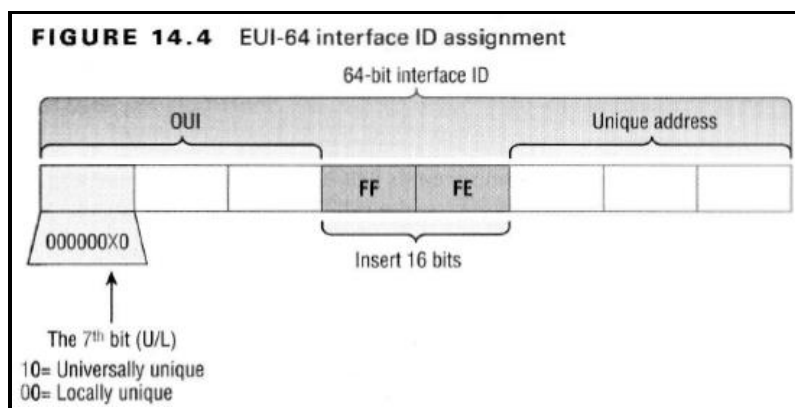 FIGURE 14.4 EUI-64 interface ID assignment
64-bit interface ID
OUI
Unique address
FF
FE
000000X0
Insert 16 bits
The 7th bit (U/L)
10= Universally unique
00= Locally unique